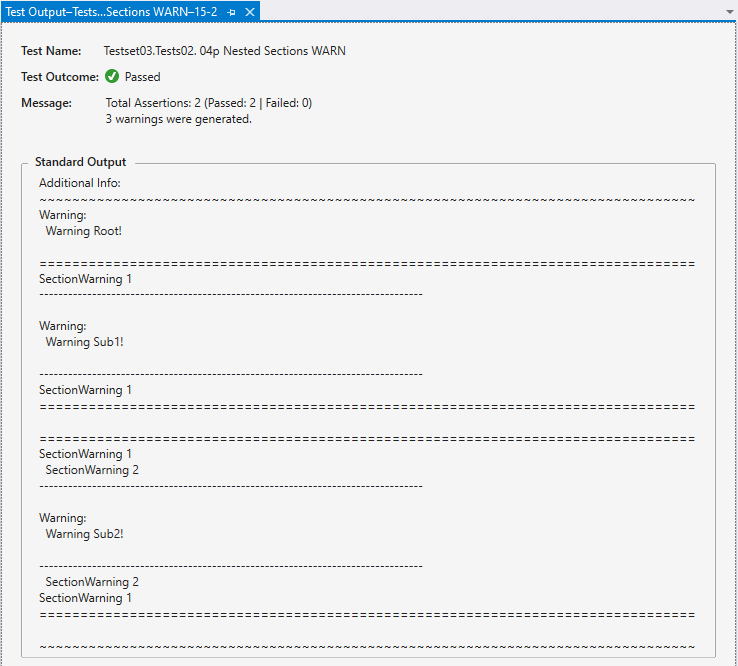 Test Output–Tests...Sections WARN–15-2
Test Name: Testset03.Tests02. 04p Nested Sections WARN
Test Outcome: Passed
Message: Total Assertions: 2 (Passed: 2 | Failed: 0)
3 warnings were generated.
Standard Output
Additional Info:
~~~~~~~~~~~~~~~~~~~~~~~~~~~~~~~~~~~~~~~~~~~~~~~~~~~~~~~~~~~~~~~~~~~~~~~~~~~~~~~
Warning:
  Warning Root!
===============================================================================
SectionWarning 1
-------------------------------------------------------------------------------
Warning:
  Warning Sub1!
-------------------------------------------------------------------------------
SectionWarning 1
===============================================================================
===============================================================================
SectionWarning 1
  SectionWarning 2
-------------------------------------------------------------------------------
Warning:
  Warning Sub2!
-------------------------------------------------------------------------------
  SectionWarning 2
SectionWarning 1
===============================================================================
~~~~~~~~~~~~~~~~~~~~~~~~~~~~~~~~~~~~~~~~~~~~~~~~~~~~~~~~~~~~~~~~~~~~~~~~~~~~~~~